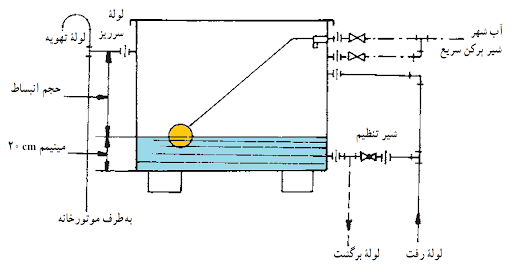 لولهٔ
سرریز
لولهٔ تهویه
آب شهر
شیر پرکن سریع
حجم انبساط
شیر تنظیم
مینیمم ۲۰ cm
به‌طرف موتورخانه
لولهٔ برگشت
لولهٔ رفت